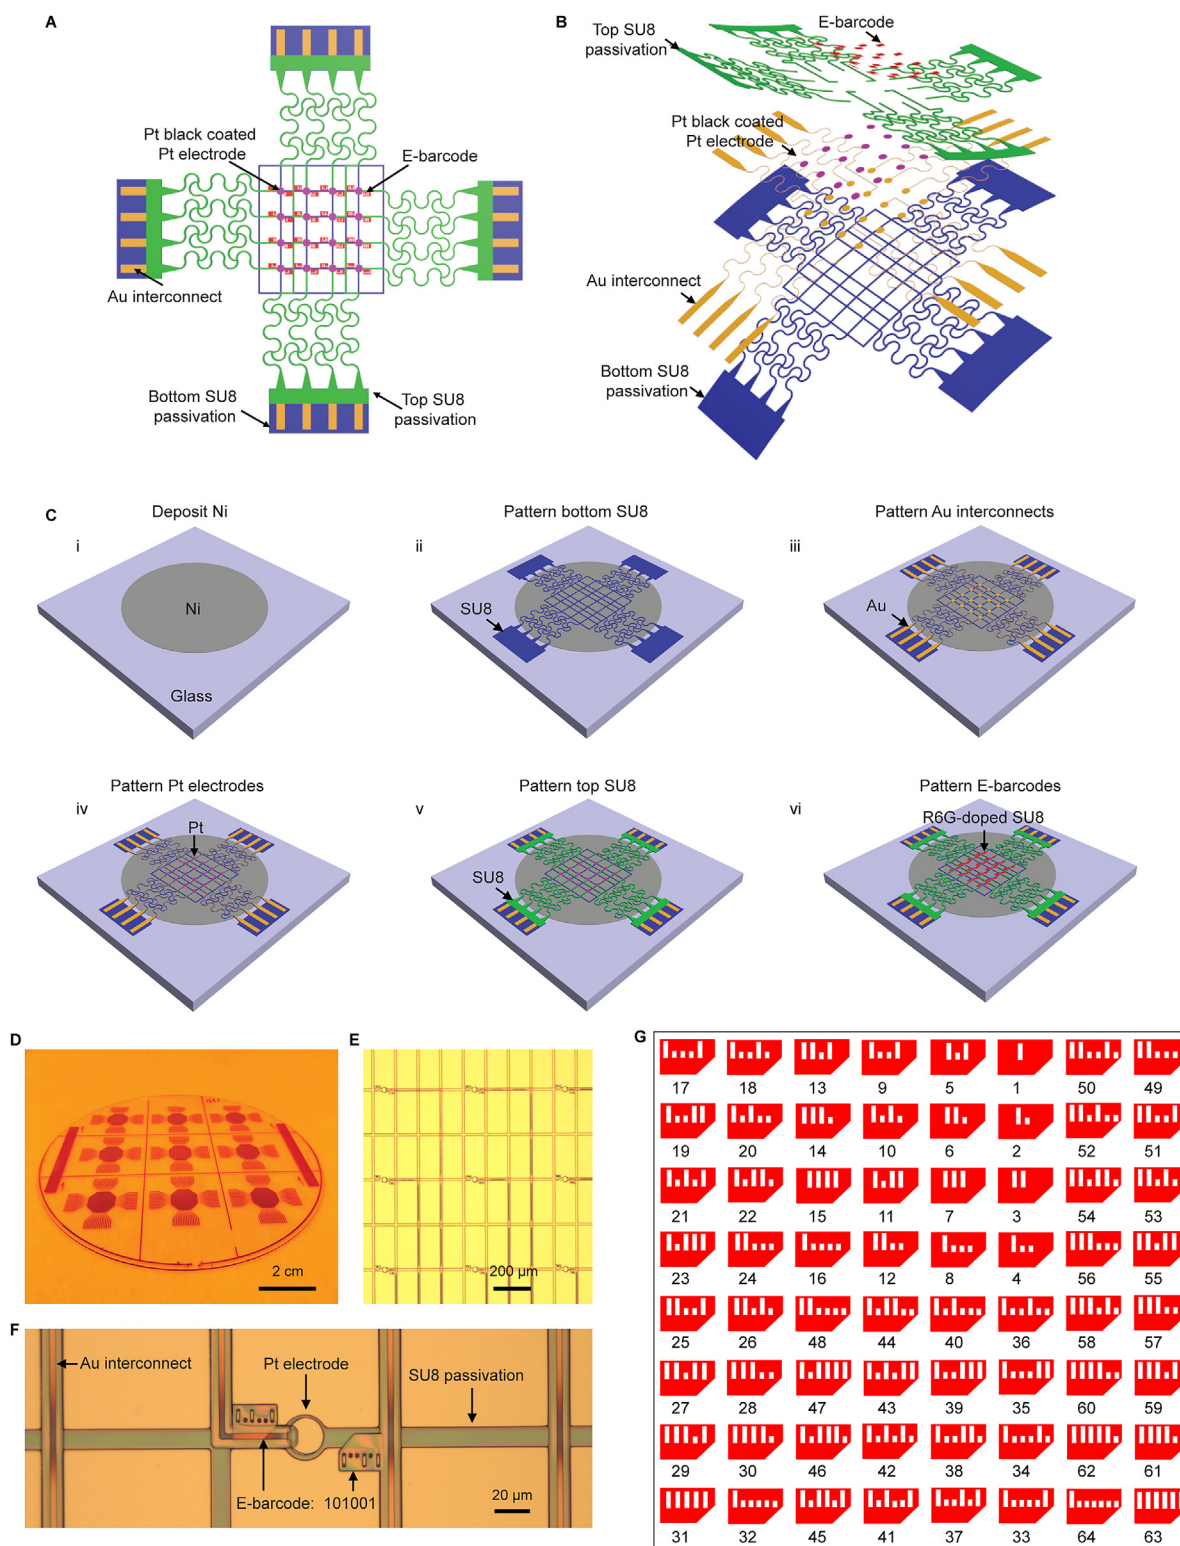 A
Pt black coated
Pt electrode
E-barcode
Au interconnect
Bottom SU8
passivation
Top SU8
passivation
B
Top SU8
passivation
E-barcode
Pt black coated
Pt electrode
Au interconnect
Bottom SU8
passivation
C
Deposit Ni
Pattern bottom SU8
Pattern Au interconnects
i
ii
iii
Ni
Glass
SU8
Au
Pattern Pt electrodes
Pattern top SU8
Pattern E-barcodes
iv
v
vi
Pt
SU8
R6G-doped SU8
D
2 cm
E
200 µm
F
Au interconnect
Pt electrode
SU8 passivation
E-barcode: 101001
20 µm
G
17 18 13 9 5 1 50 49
19 20 14 10 6 2 52 51
21 22 15 11 7 3 54 53
23 24 16 12 8 4 56 55
25 26 48 44 40 36 58 57
27 28 47 43 39 35 60 59
29 30 46 42 38 34 62 61
31 32 45 41 37 33 64 63